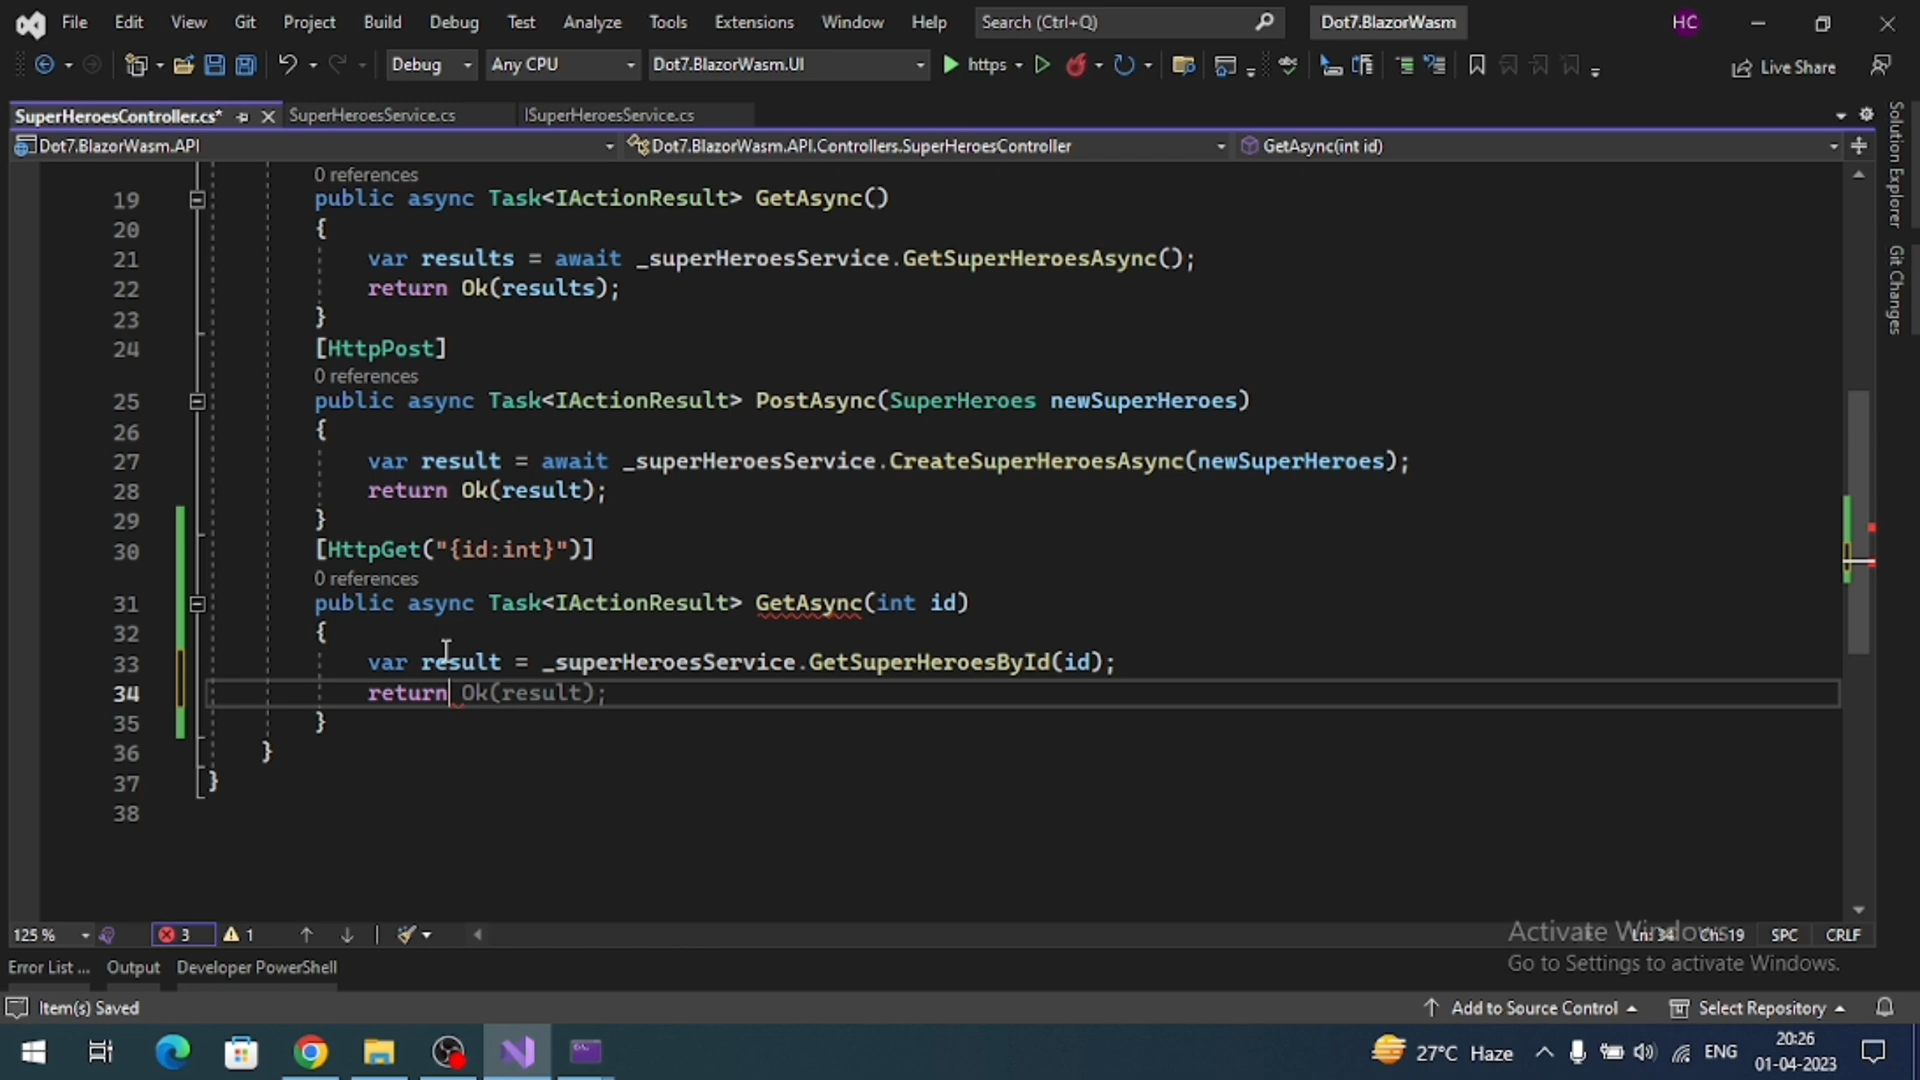 File Edit View Git Project Build Debug Test Analyze Tools Extensions Window Help Search (Ctrl+Q) Dot7.BlazorWasm HC
Debug Any CPU Dot7.BlazorWasm.UI https Live Share
SuperHeroesController.cs* SuperHeroesService.cs ISuperHeroesService.cs
Dot7.BlazorWasm.API Dot7.BlazorWasm.API.Controllers.SuperHeroesController GetAsync(int id)
Solution Explorer
Git Changes
0 references
19 public async Task<IActionResult> GetAsync()
20 {
21 var results = await _superHeroesService.GetSuperHeroesAsync();
22 return Ok(results);
23 }
24 [HttpPost]
0 references
25 public async Task<IActionResult> PostAsync(SuperHeroes newSuperHeroes)
26 {
27 var result = await _superHeroesService.CreateSuperHeroesAsync(newSuperHeroes);
28 return Ok(result);
29 }
30 [HttpGet("{id:int}")]
0 references
31 public async Task<IActionResult> GetAsync(int id)
32 {
33 var result = _superHeroesService.GetSuperHeroesById(id);
34 return Ok(result);
35 }
36 }
37 }
38
125 % 3 1 Ln: 34 Ch: 19 SPC CRLF
Activate Windows
Go to Settings to activate Windows.
Error List ... Output Developer PowerShell
Item(s) Saved Add to Source Control Select Repository
27°C Haze ENG 20:26
01-04-2023